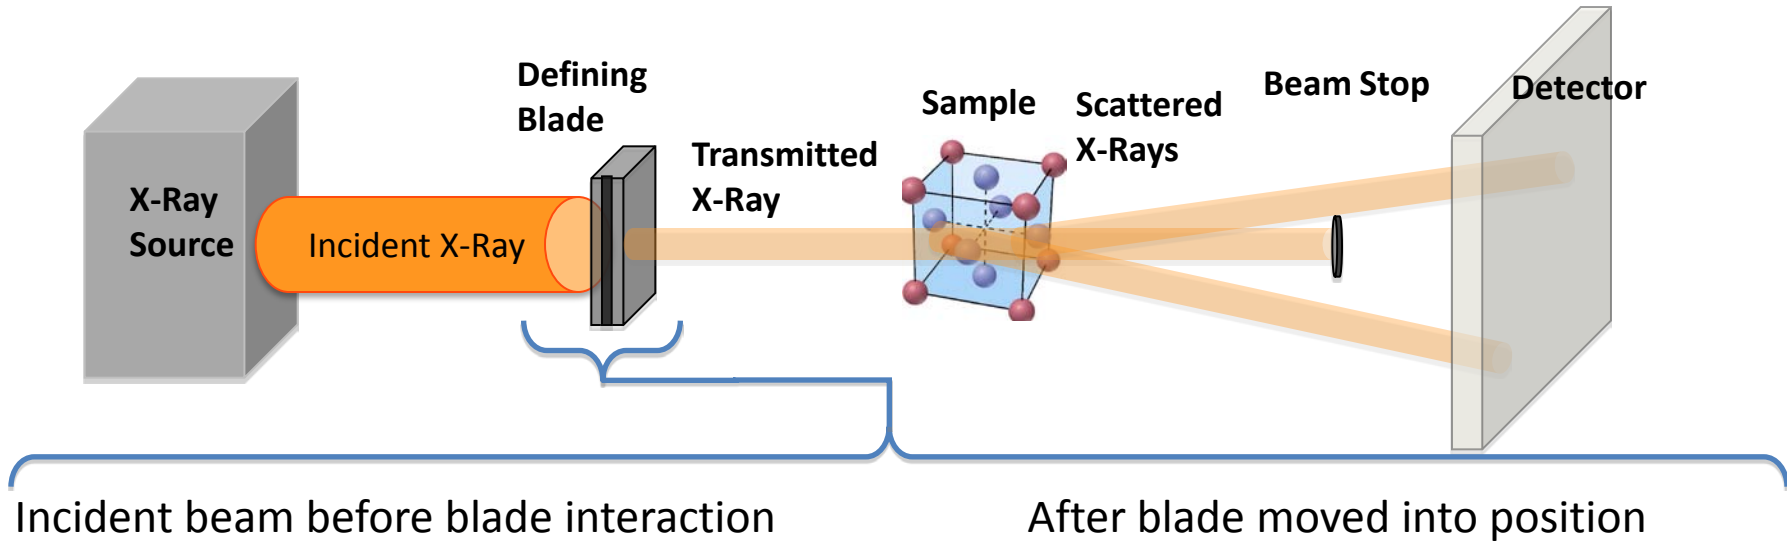 X-Ray
Source
Incident X-Ray
Defining
Blade
Transmitted
X-Ray
Sample
Scattered
X-Rays
Beam Stop
Detector
Incident beam before blade interaction
After blade moved into position